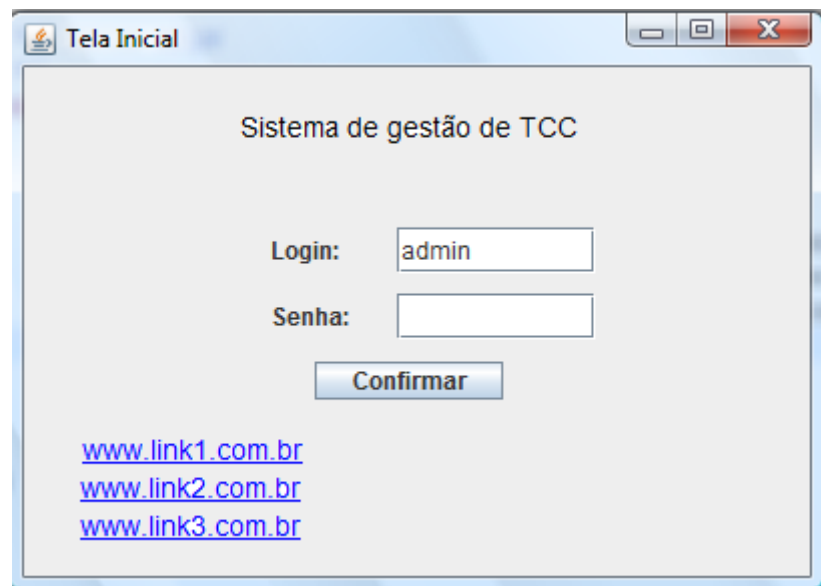 Tela Inicial
Sistema de gestão de TCC
Login: admin
Senha:
Confirmar
www.link1.com.br
www.link2.com.br
www.link3.com.br